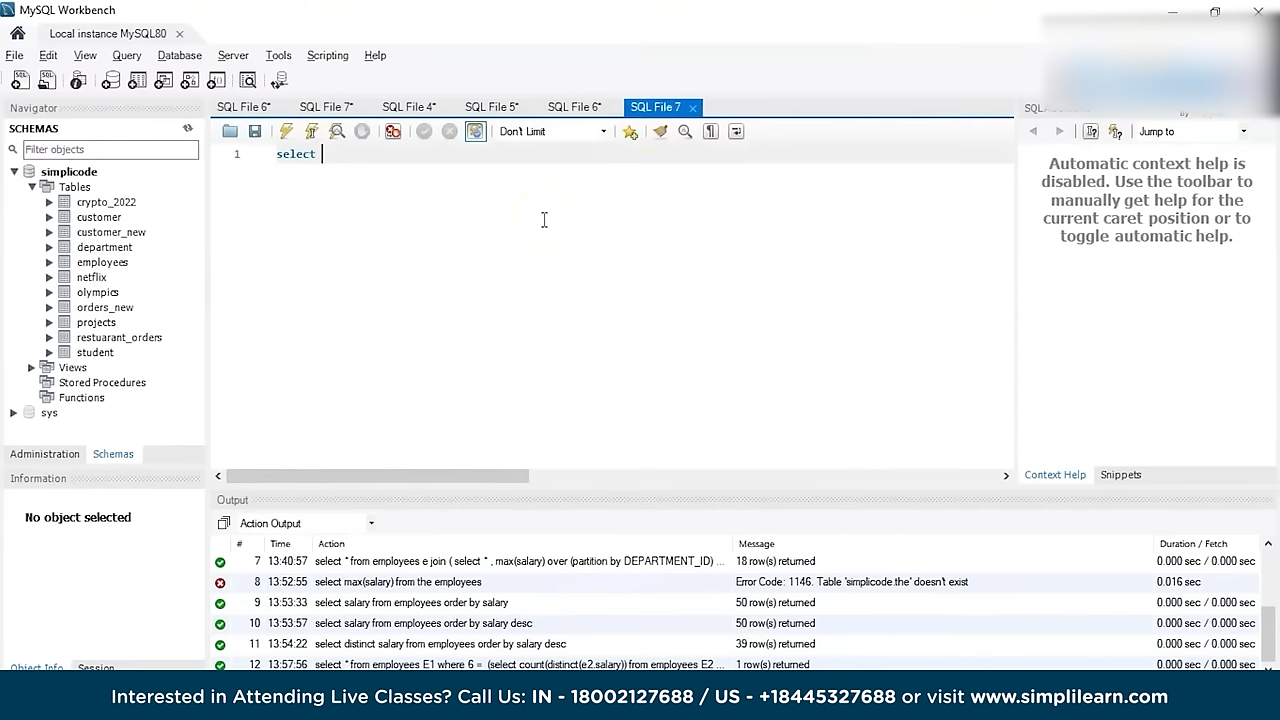 MySQL Workbench
Local instance MySQL80
File Edit View Query Database Server Tools Scripting Help
Navigator
SCHEMAS
Filter objects
simplicode
Tables
crypto_2022
customer
customer_new
department
employees
netflix
olympics
orders_new
projects
restuarant_orders
student
Views
Stored Procedures
Functions
sys
Administration Schemas
Information
No object selected
Object Info Session
SQL File 6* SQL File 7* SQL File 4* SQL File 5* SQL File 6* SQL File 7
Don't Limit
1 select
Jump to
Automatic context help is
disabled. Use the toolbar to
manually get help for the
current caret position or to
toggle automatic help.
Context Help Snippets
Output
Action Output
# Time Action Message Duration / Fetch
7 13:40:57 select * from employees e join ( select * , max(salary) over (partition by DEPARTMENT_ID) ... 18 row(s) returned 0.000 sec / 0.000 sec
8 13:52:55 select max(salary) from the employees Error Code: 1146. Table 'simplicode.the' doesn't exist 0.016 sec
9 13:53:33 select salary from employees order by salary 50 row(s) returned 0.000 sec / 0.000 sec
10 13:53:57 select salary from employees order by salary desc 50 row(s) returned 0.000 sec / 0.000 sec
11 13:54:22 select distinct salary from employees order by salary desc 39 row(s) returned 0.000 sec / 0.000 sec
12 13:57:56 select * from employees E1 where 6 = (select count(distinct(e2.salary)) from employees E2 ... 1 row(s) returned 0.000 sec / 0.000 sec
Interested in Attending Live Classes? Call Us: IN - 18002127688 / US - +18445327688 or visit www.simplilearn.com